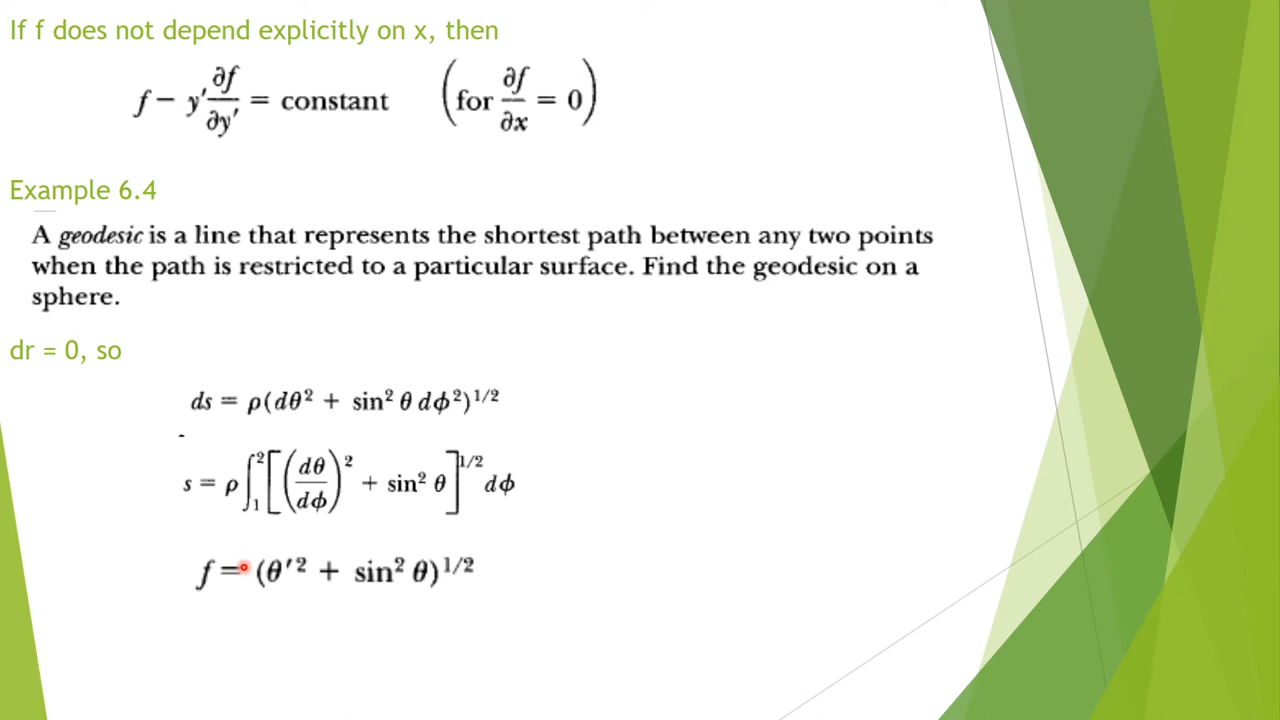 If f does not depend explicitly on x, then
f − y′ ∂f/∂y′ = constant (for ∂f/∂x = 0)
Example 6.4
A geodesic is a line that represents the shortest path between any two points
when the path is restricted to a particular surface. Find the geodesic on a
sphere.
dr = 0, so
ds = ρ(dθ² + sin² θ dϕ²)^1/2
s = ρ ∫₁² [(dθ/dϕ)² + sin² θ]^1/2 dϕ
f = (θ′² + sin² θ)^1/2